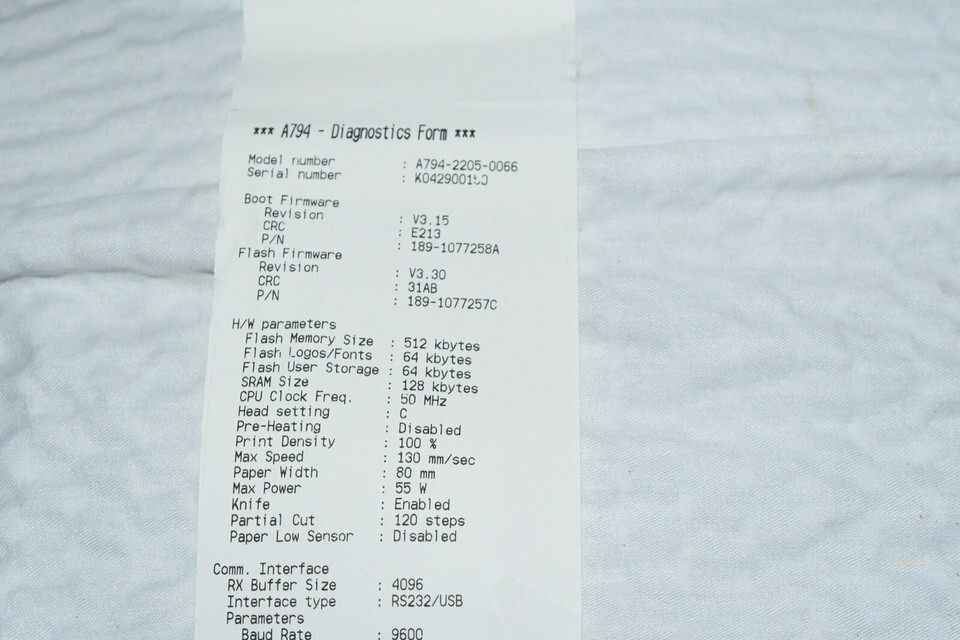 *** A794 - Diagnostics Form ***
Model number : A794-2205-0066
Serial number :
Boot Firmware
Revision : V3.15
CRC : E213
P/N : 189-1077258A
Flash Firmware
Revision : V3.30
CRC : 31AB
P/N : 189-1077257C
H/W parameters
Flash Memory Size : 512 kbytes
Flash Logos/Fonts : 64 kbytes
Flash User Storage : 64 kbytes
SRAM Size : 128 kbytes
CPU Clock Freq. : 50 MHz
Head setting : C
Pre-Heating : Disabled
Print Density : 100 %
Max Speed : 130 mm/sec
Paper Width : 80 mm
Max Power : 55 W
Knife : Enabled
Partial Cut : 120 steps
Paper Low Sensor : Disabled
Comm. Interface
RX Buffer Size : 4096
Interface type : RS232/USB
Parameters
Baud Rate : 9600